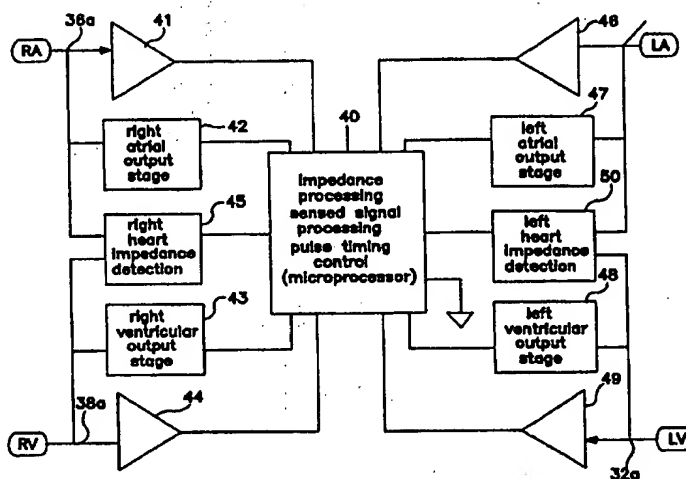 RA
36a
41
46
LA
right
atrial
output
stage
42
40
47
left
atrial
output
stage
impedance
processing
sensed signal
processing
pulse timing
control
(microprocessor)
right
heart
impedance
detection
45
50
left
heart
impedance
detection
right
ventricular
output
stage
43
48
left
ventricular
output
stage
RV
38a
44
49
LV
32a